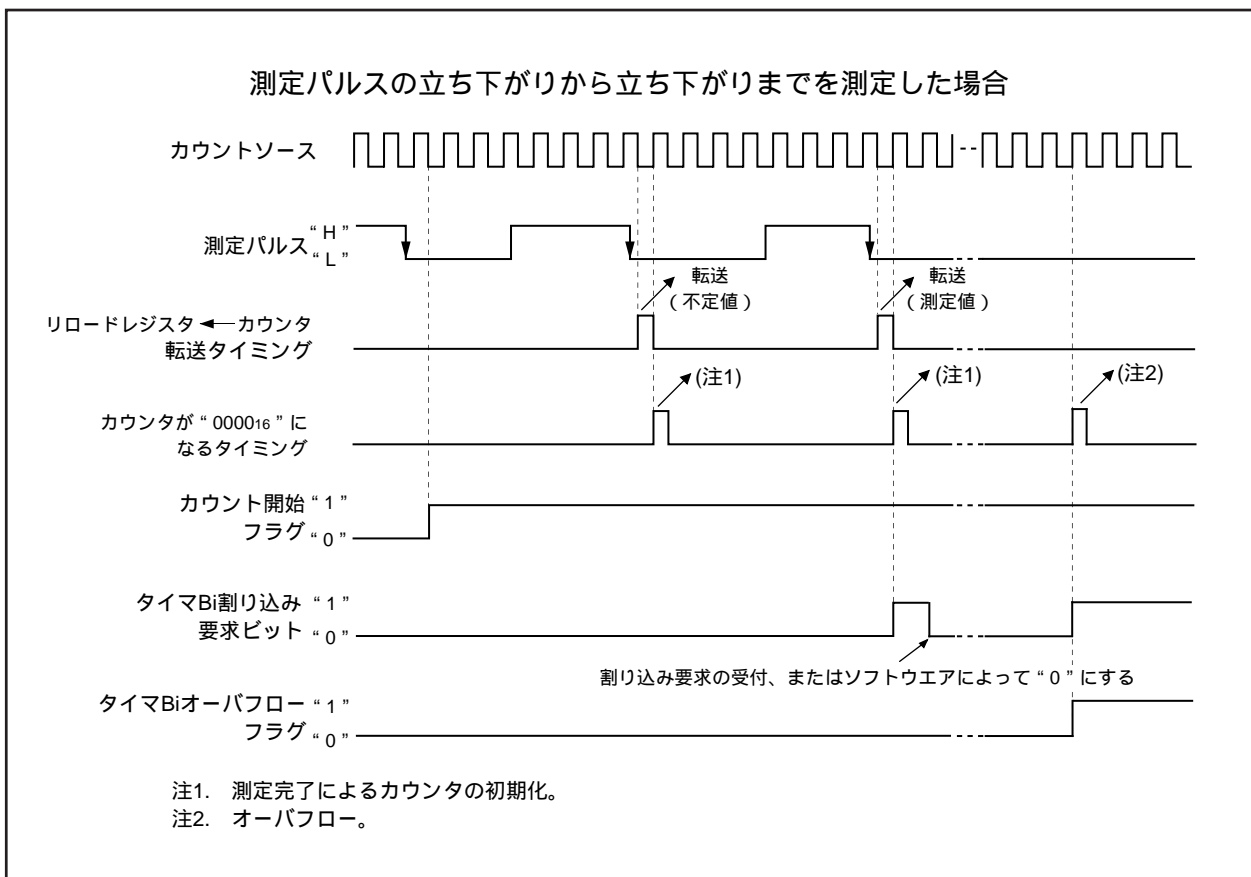 測定パルスの立ち下がりから立ち下がりまでを測定した場合
カウントソース
測定パルス “ H ”
“ L ”
転送
( 不定値 )
転送
( 測定値 )
リロードレジスタ ← カウンタ
転送タイミング
(注1)
(注1)
(注2)
カウンタが “ 000016 ” に
なるタイミング
カウント開始 “ 1 ”
フラグ “ 0 ”
タイマBi割り込み “ 1 ”
要求ビット “ 0 ”
割り込み要求の受付、またはソフトウエアによって “ 0 ” にする
タイマBiオーバフロー “ 1 ”
フラグ “ 0 ”
注1. 測定完了によるカウンタの初期化。
注2. オーバフロー。